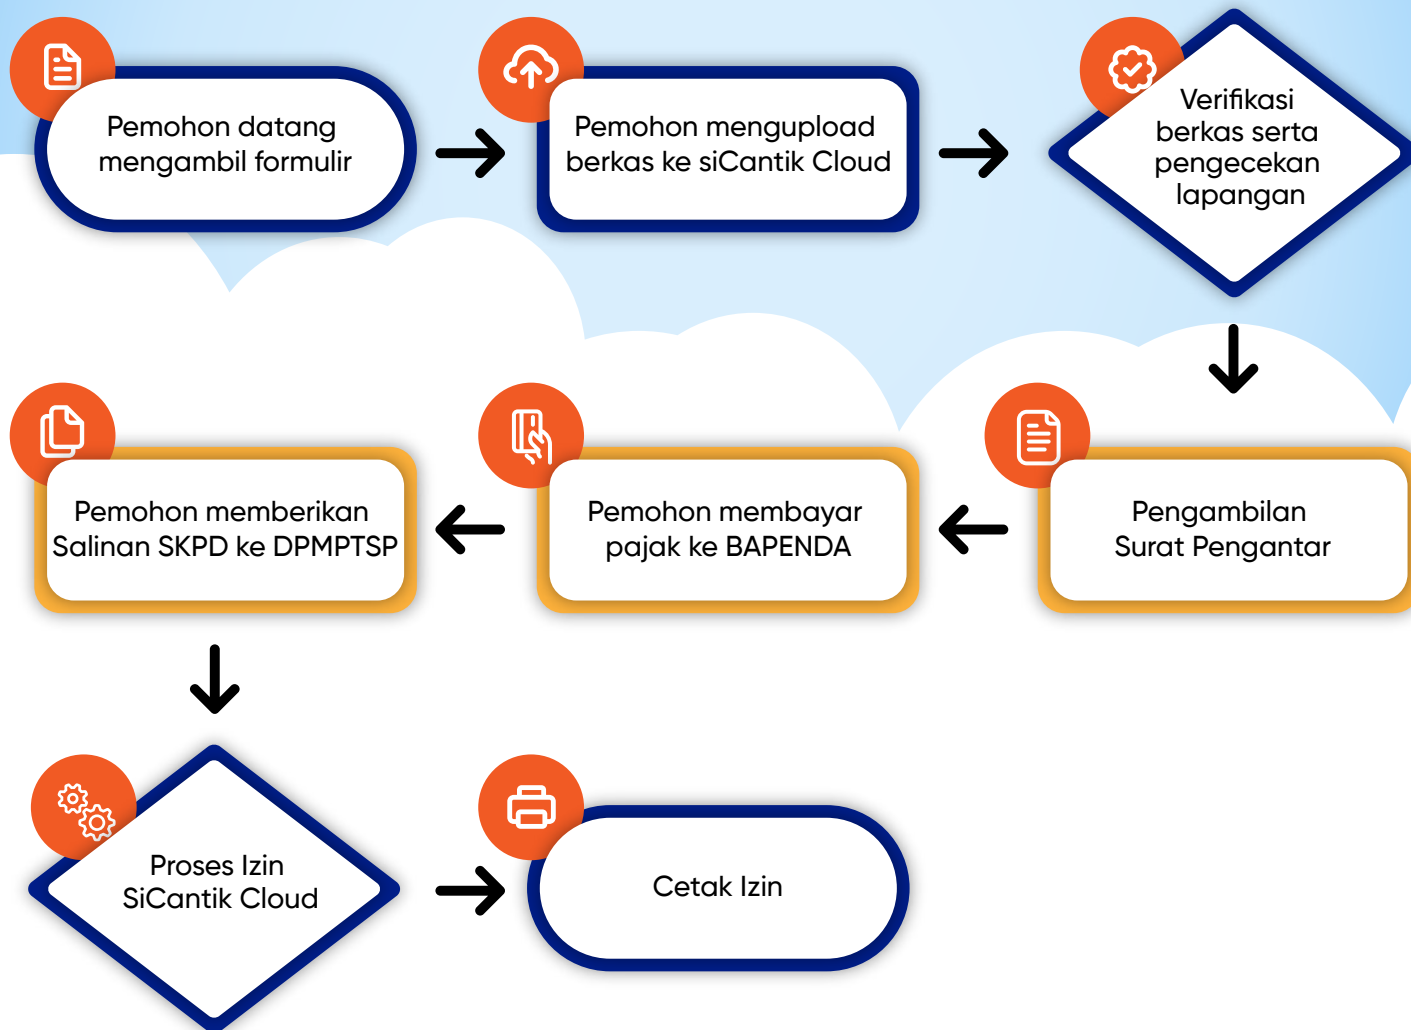 Pemohon datang
mengambil formulir
Pemohon mengupload
berkas ke siCantik Cloud
Verifikasi
berkas serta
pengecekan
lapangan
Pengambilan
Surat Pengantar
Pemohon membayar
pajak ke BAPENDA
Pemohon memberikan
Salinan SKPD ke DPMPTSP
Proses Izin
SiCantik Cloud
Cetak Izin